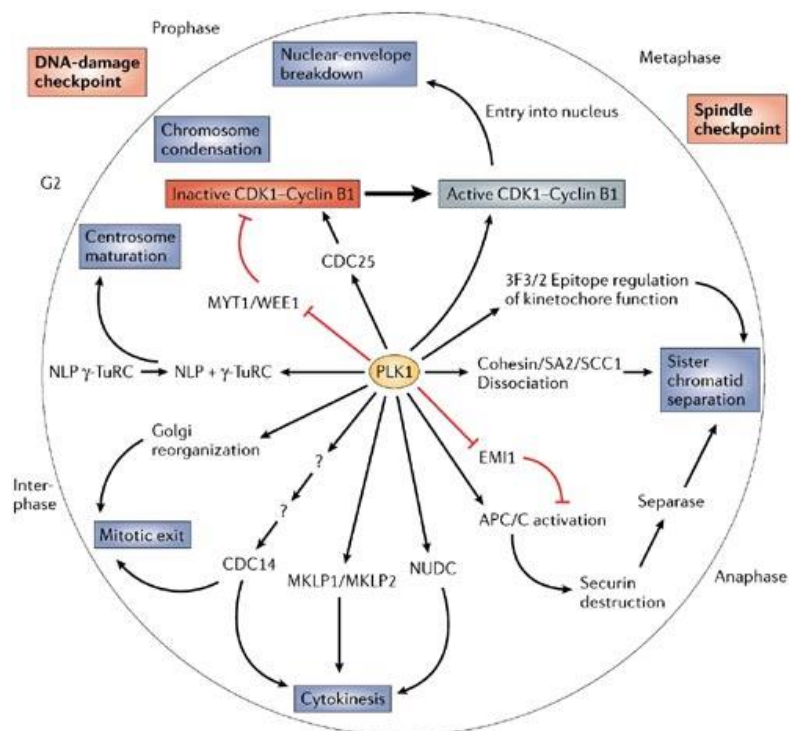 Prophase
DNA-damage
checkpoint
Nuclear-envelope
breakdown
Metaphase
Entry into nucleus
Spindle
checkpoint
Chromosome
condensation
G2
Inactive CDK1–Cyclin B1
Active CDK1–Cyclin B1
Centrosome
maturation
CDC25
MYT1/WEE1
3F3/2 Epitope regulation
of kinetochore function
NLP γ-TuRC
NLP + γ-TuRC
PLK1
Cohesin/SA2/SCC1
Dissociation
Sister
chromatid
separation
Golgi
reorganization
?
EMI1
Inter-
phase
?
Separase
APC/C activation
Mitotic exit
CDC14
MKLP1/MKLP2
NUDC
Securin
destruction
Anaphase
Cytokinesis